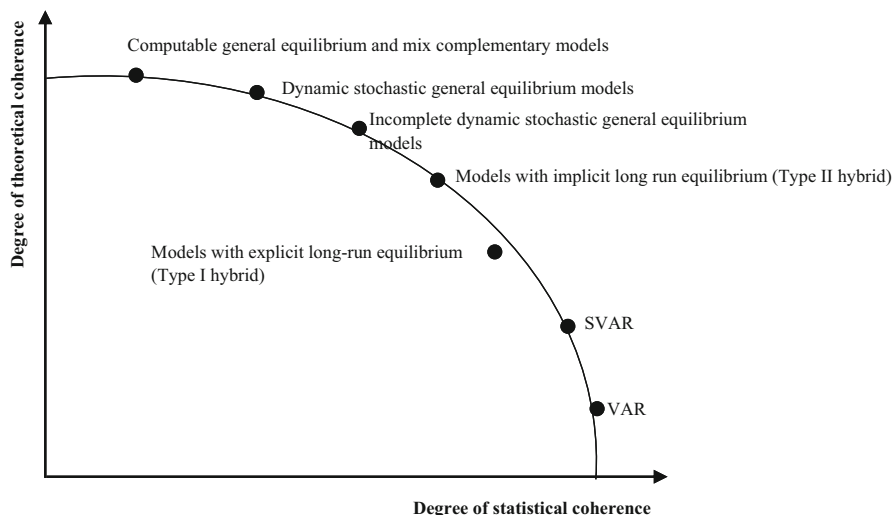 Computable general equilibrium and mix complementary models
Dynamic stochastic general equilibrium models
Incomplete dynamic stochastic general equilibrium
models
Models with implicit long run equilibrium (Type II hybrid)
Models with explicit long-run equilibrium
(Type I hybrid)
SVAR
VAR
Degree of theoretical coherence
Degree of statistical coherence